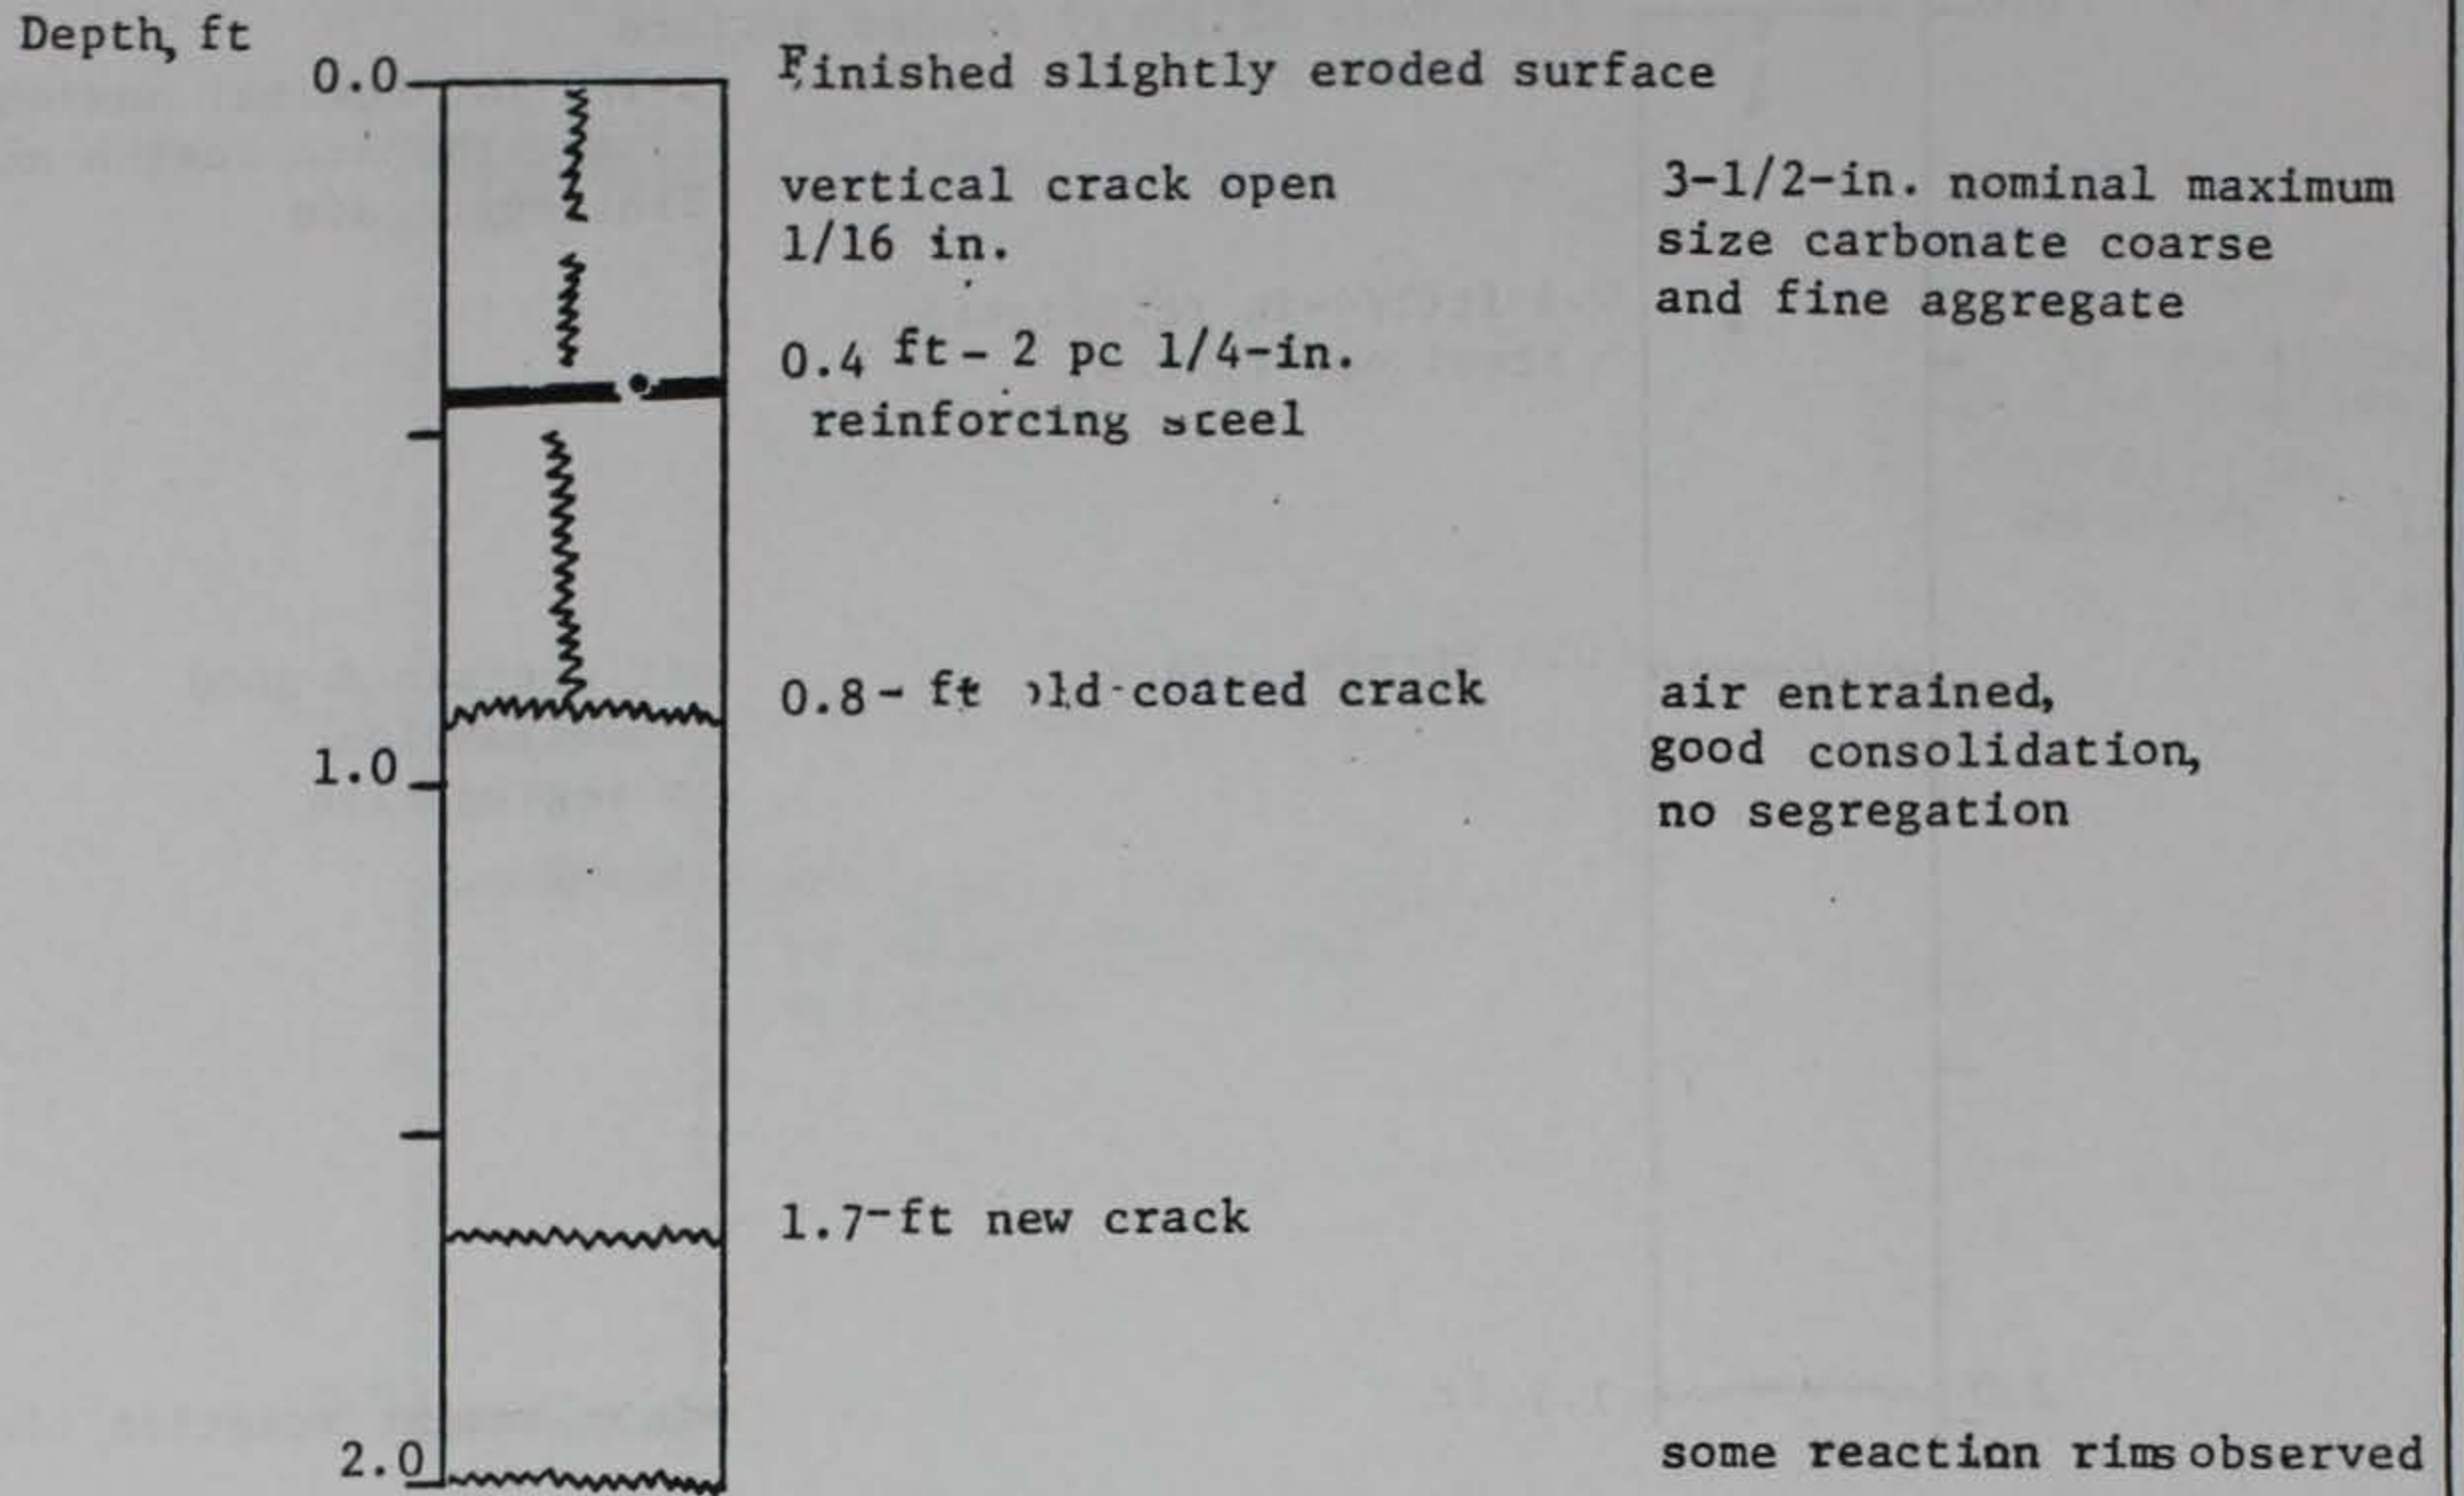 Depth, ft
0.0
Finished slightly eroded surface
vertical crack open
1/16 in.
3-1/2-in. nominal maximum
size carbonate coarse
and fine aggregate
0.4 ft - 2 pc 1/4-in.
reinforcing steel
0.8 - ft old-coated crack
air entrained,
good consolidation,
no segregation
1.0
1.7-ft new crack
2.0
some reaction rims observed